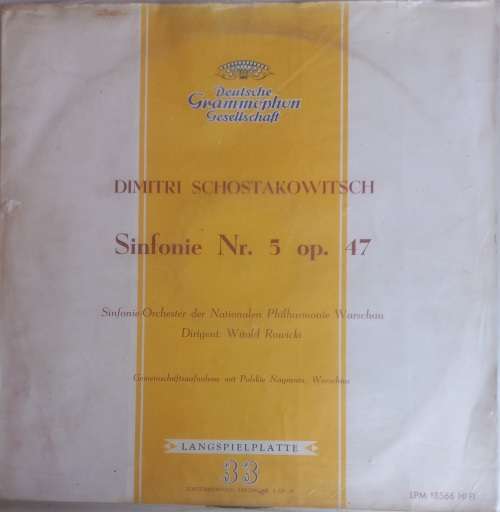 Deutsche
Grammophon
Gesellschaft
DIMITRI SCHOSTAKOWITSCH
Sinfonie Nr. 5 op. 47
Sinfonie-Orchester der Nationalen Philharmonie Warschau
Dirigent: Witold Rowicki
Gemeinschaftsaufnahme mit Polskie Nagrania, Warschau
LANGSPIELPLATTE
33
LPM 18566 HI FI